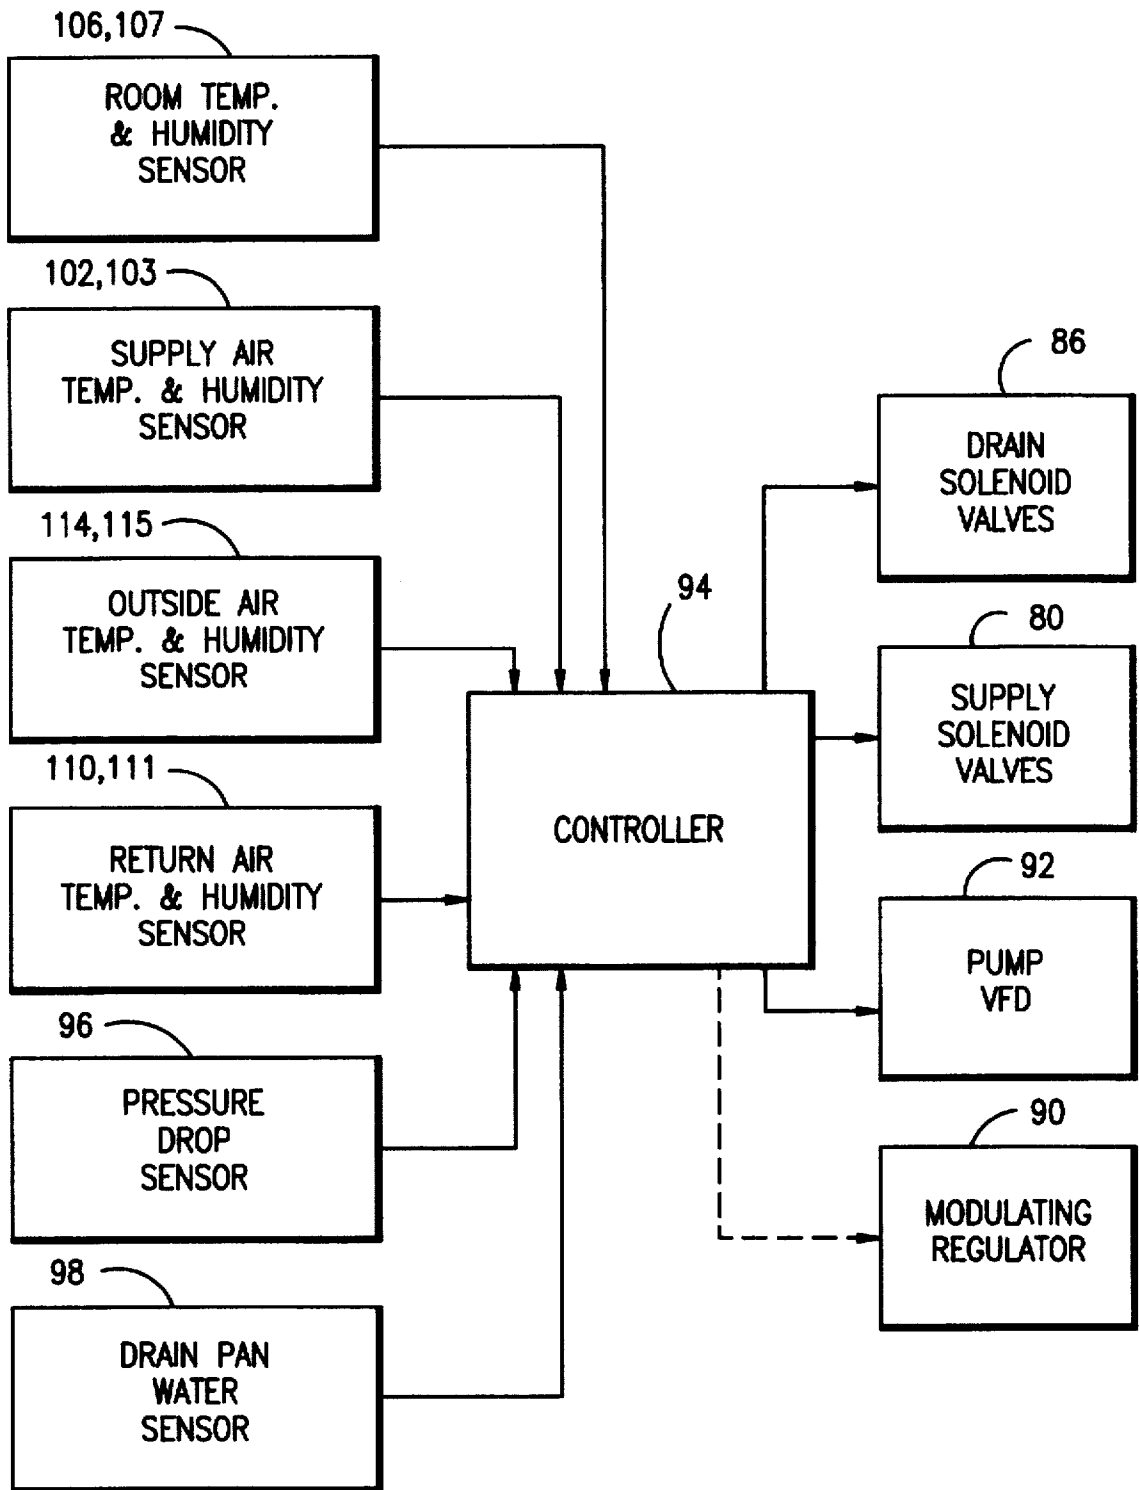 106,107
ROOM TEMP.
& HUMIDITY
SENSOR
102,103
SUPPLY AIR
TEMP. & HUMIDITY
SENSOR
114,115
OUTSIDE AIR
TEMP. & HUMIDITY
SENSOR
110,111
RETURN AIR
TEMP. & HUMIDITY
SENSOR
96
PRESSURE
DROP
SENSOR
98
DRAIN PAN
WATER
SENSOR
94
CONTROLLER
86
DRAIN
SOLENOID
VALVES
80
SUPPLY
SOLENOID
VALVES
92
PUMP
VFD
90
MODULATING
REGULATOR